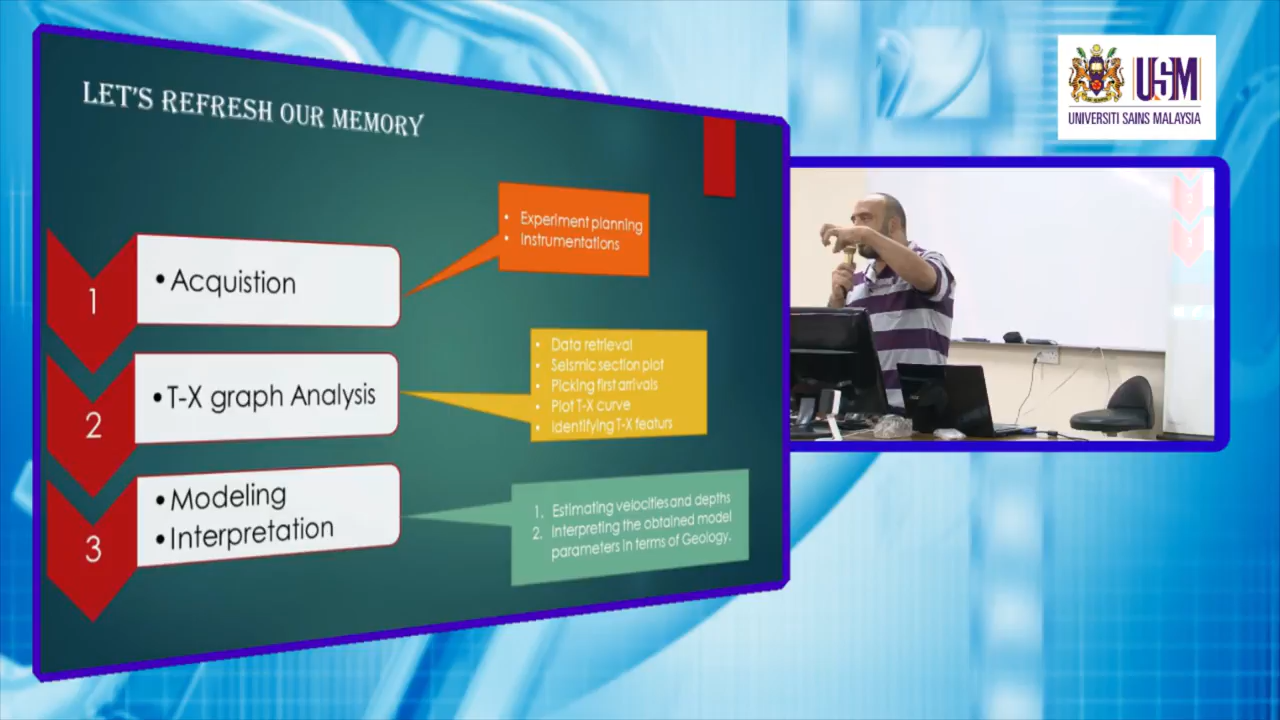 LET'S REFRESH OUR MEMORY
1
• Acquistion
• Experiment planning
• Instrumentations
2
• T-X graph Analysis
• Data retrieval
• Seismic section plot
• Picking first arrivals
• Plot T-X curve
• Identifying T-X featurs
3
• Modeling
• Interpretation
1. Estimating velocities and depths
2. Interpreting the obtained model
parameters in terms of Geology.
USM
UNIVERSITI SAINS MALAYSIA